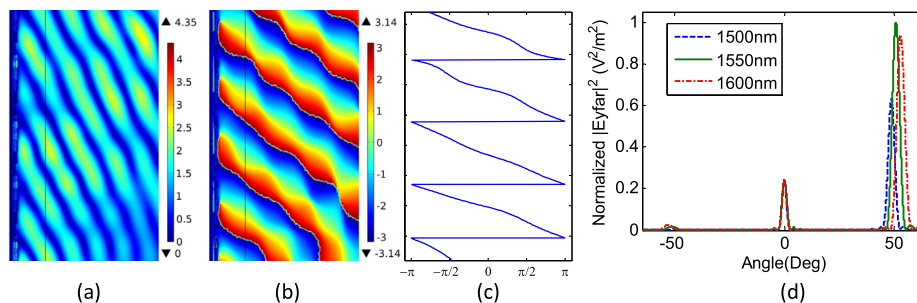 4.35
4
3.5
3
2.5
2
1.5
1
0.5
0
0
(a)
3.14
3
2
1
0
-1
-2
-3
-3.14
(b)
−π −π/2 0 π/2 π
(c)
Normalized |Eyfar|² (V²/m²)
1
0.8
0.6
0.4
0.2
0
-50 0 50
Angle(Deg)
1500nm
1550nm
1600nm
(d)